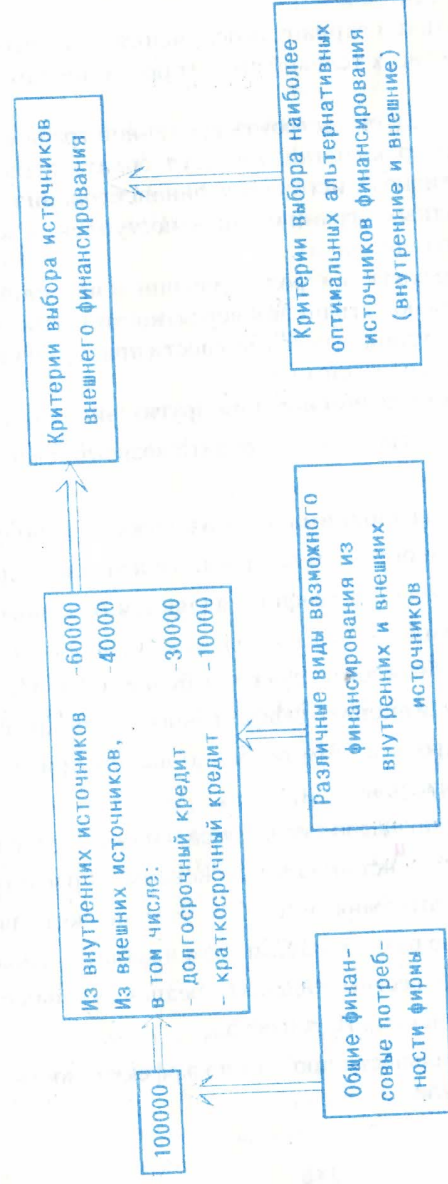 100000
Из внутренних источников -60000
Из внешних источников, -40000
в том числе:
долгосрочный кредит -30000
- краткосрочный кредит -10000
Критерии выбора источников
внешнего финансирования
Общие финан-
совые потреб-
ности фирмы
Различные виды возможного
финансирования из
внутренних и внешних
источников
Критерии выбора наиболее
оптимальных альтернативных
источников финансирования
(внутренние и внешние)